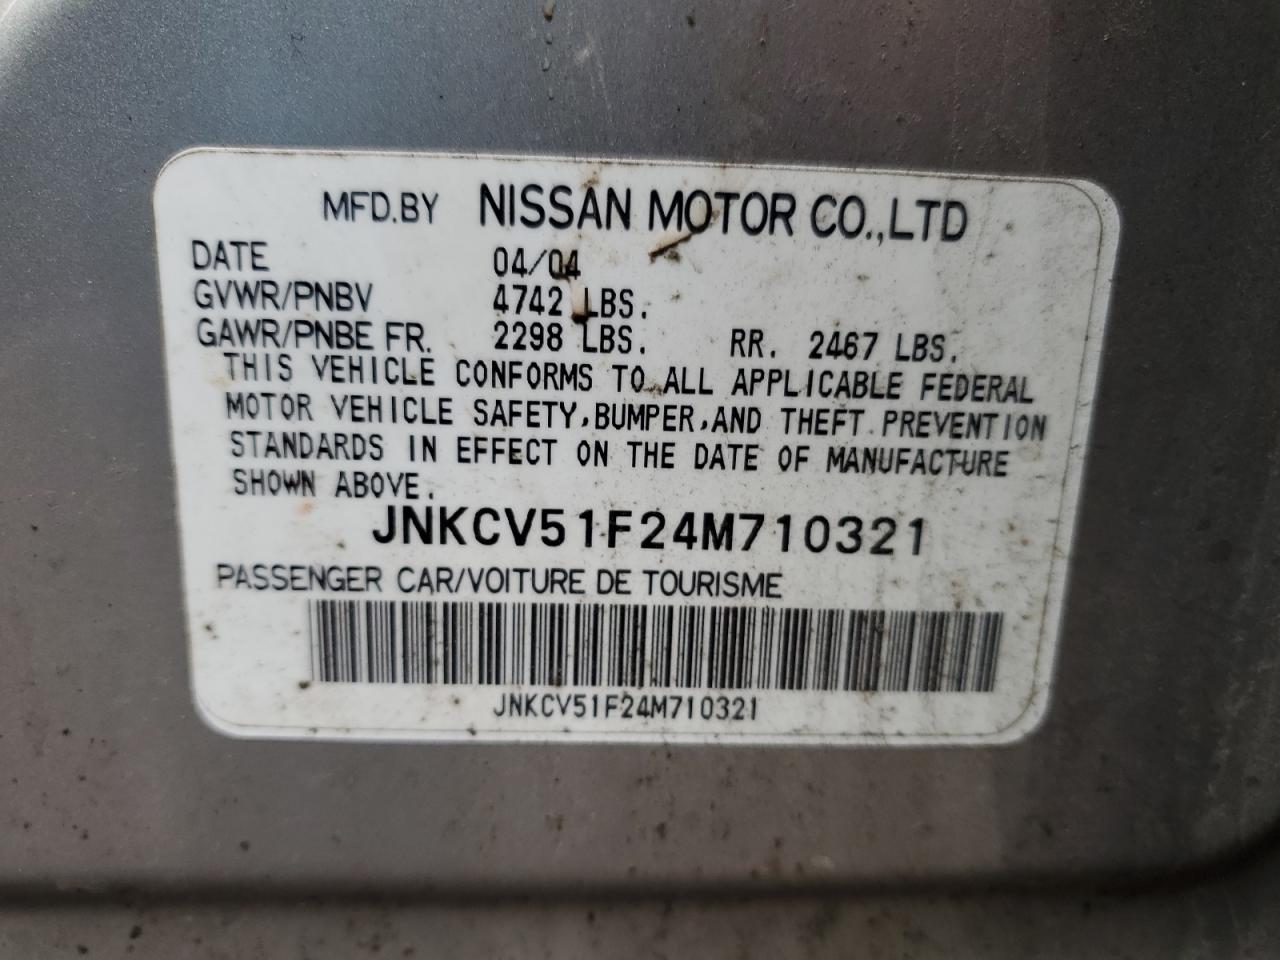 MFD.BY NISSAN MOTOR CO.,LTD
DATE 04/04
GVWR/PNBV 4742 LBS.
GAWR/PNBE FR. 2298 LBS. RR. 2467 LBS.
THIS VEHICLE CONFORMS TO ALL APPLICABLE FEDERAL
MOTOR VEHICLE SAFETY,BUMPER,AND THEFT PREVENTION
STANDARDS IN EFFECT ON THE DATE OF MANUFACTURE
SHOWN ABOVE.
JNKCV51F24M710321
PASSENGER CAR/VOITURE DE TOURISME
JNKCV51F24M710321